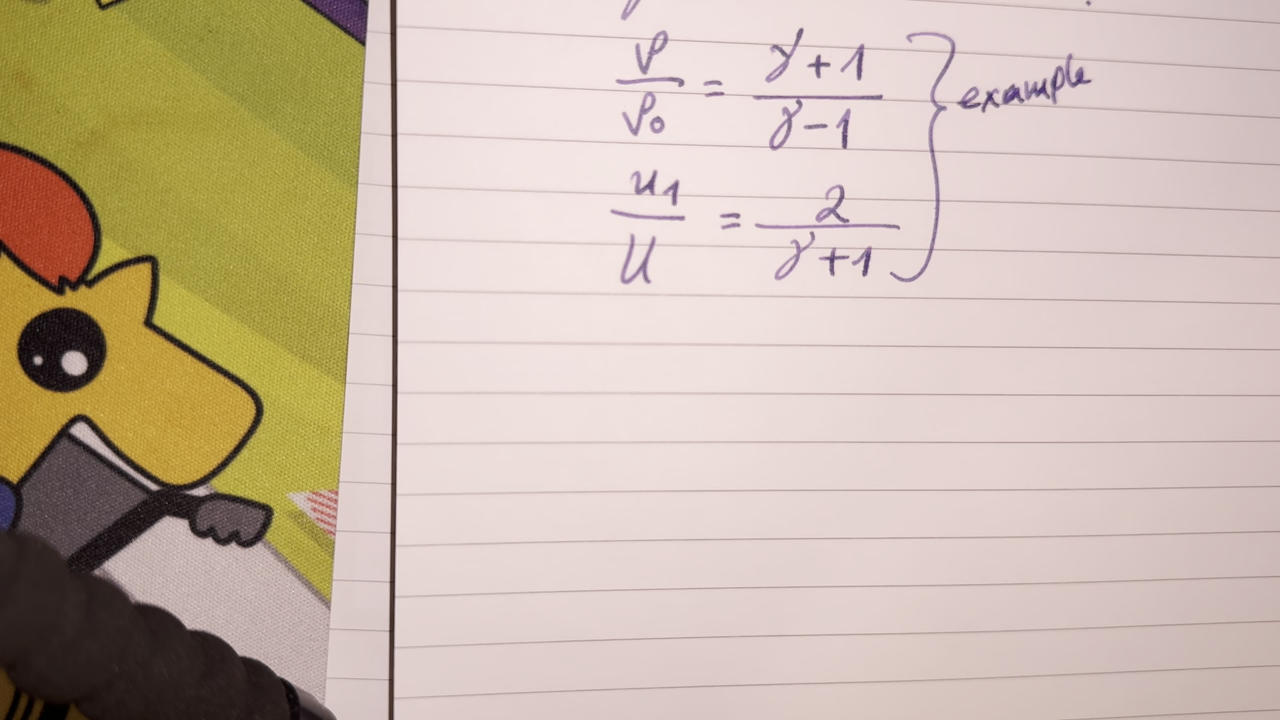 ρ/ρ₀ = γ+1/γ-1 } example
u₁/U = 2/γ+1